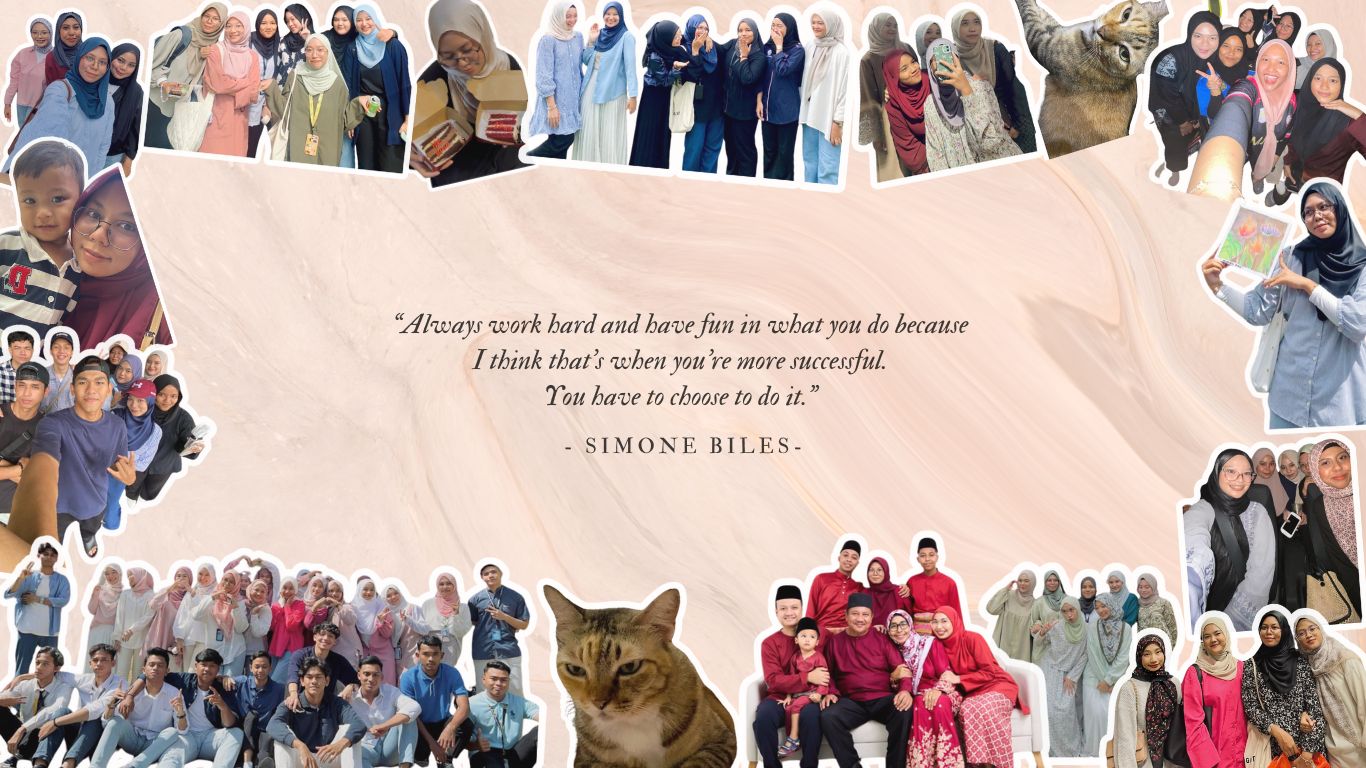 “Always work hard and have fun in what you do because
I think that’s when you’re more successful.
You have to choose to do it.”
- SIMONE BILES-